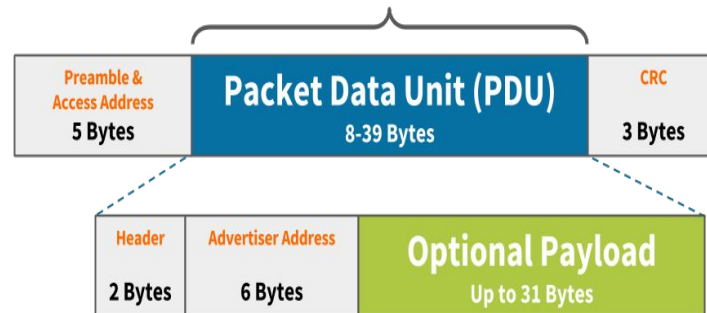 Preamble &
Access Address
5 Bytes
Packet Data Unit (PDU)
8-39 Bytes
CRC
3 Bytes
Header
2 Bytes
Advertiser Address
6 Bytes
Optional Payload
Up to 31 Bytes